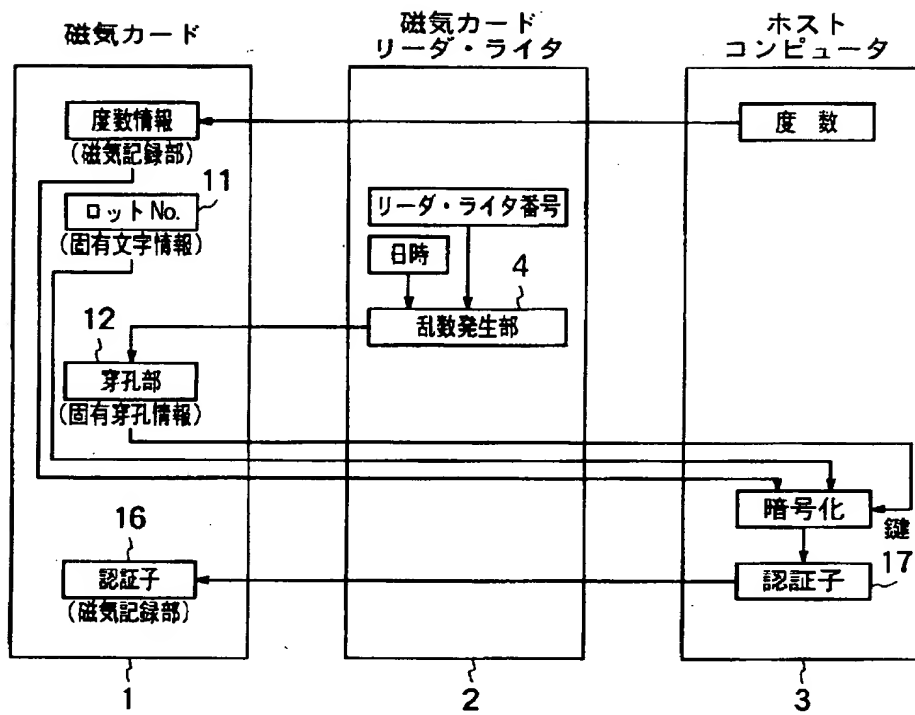 磁気カード
磁気カード
リーダ・ライタ
ホスト
コンピュータ
度数情報
(磁気記録部)
11
ロットNo.
(固有文字情報)
12
穿孔部
(固有穿孔情報)
16
認証子
(磁気記録部)
1
リーダ・ライタ番号
日時
4
乱数発生部
2
度数
暗号化
鍵
17
認証子
3